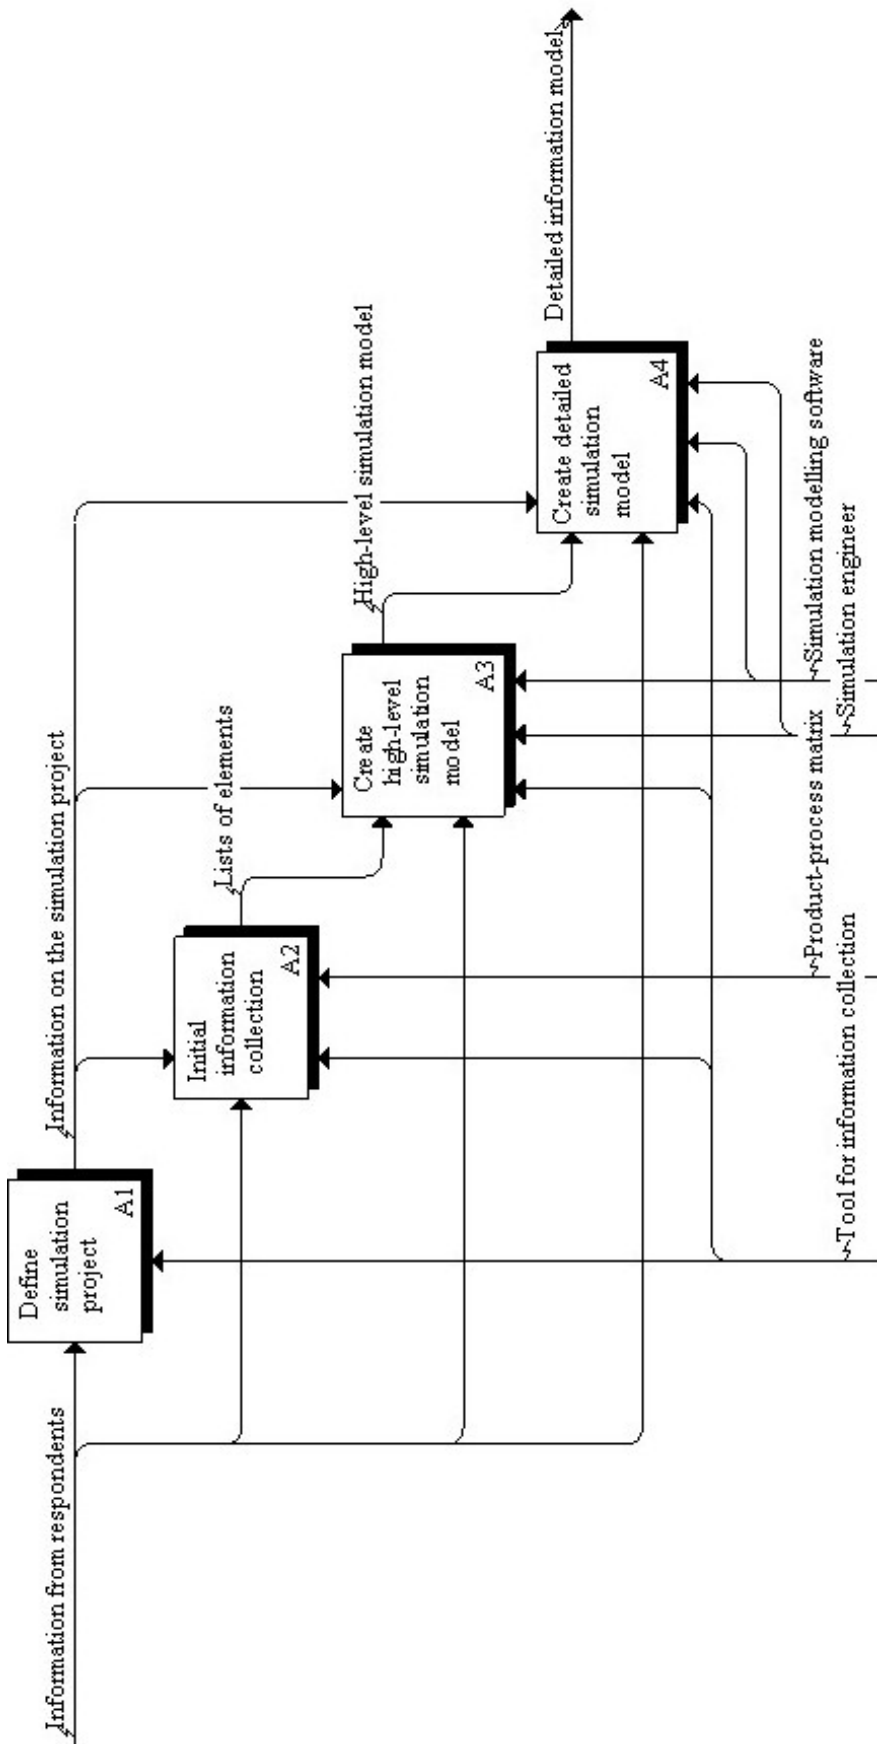 Information from respondents
Define
simulation
project
A1
Information on the simulation project
Initial
information
collection
A2
Lists of elements
Create
high-level
simulation
model
A3
High-level simulation model
Create detailed
simulation
model
A4
Detailed information model
Tool for information collection
Product-process matrix
Simulation engineer
Simulation modelling software